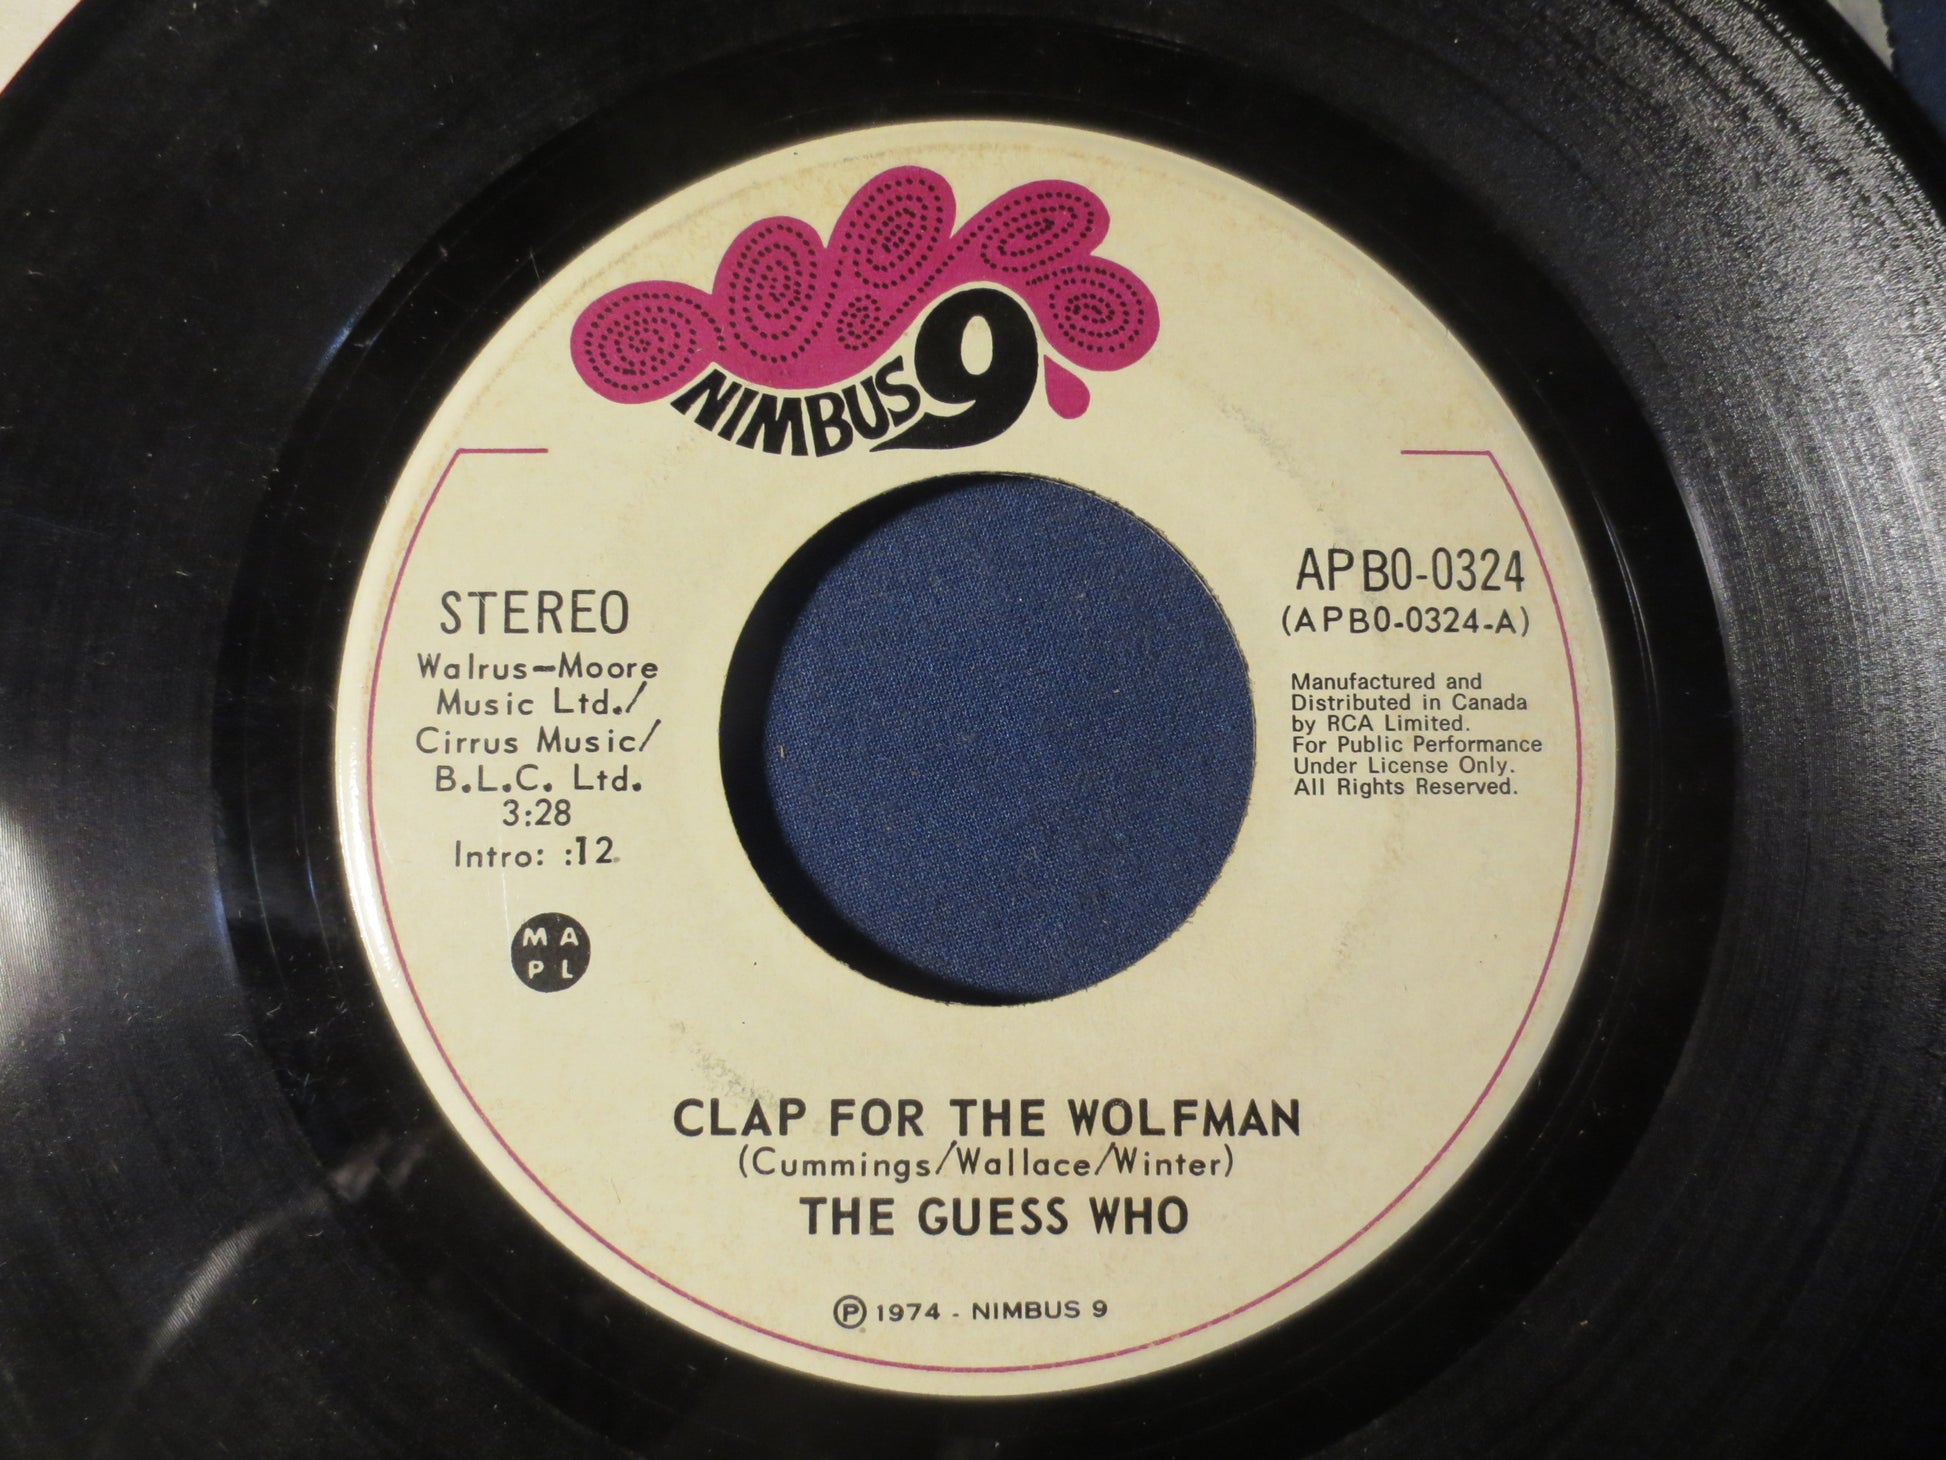 NIMBUS 9
STEREO
Walrus-Moore
Music Ltd./
Cirrus Music/
B.L.C. Ltd.
3:28
Intro: :12
MA
PL
APBO-0324
(APBO-0324-A)
Manufactured and
Distributed in Canada
by RCA Limited.
For Public Performance
Under License Only.
All Rights Reserved.
CLAP FOR THE WOLFMAN
(Cummings/Wallace/Winter)
THE GUESS WHO
℗ 1974 - NIMBUS 9